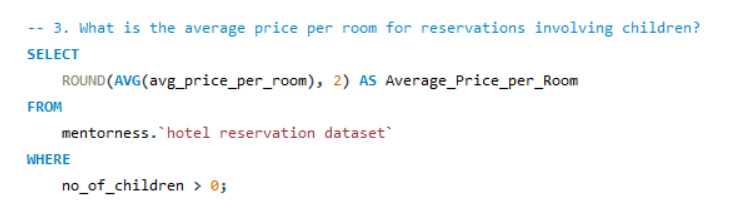 -- 3. What is the average price per room for reservations involving children?
SELECT
ROUND(AVG(avg_price_per_room), 2) AS Average_Price_per_Room
FROM
mentorness.`hotel reservation dataset`
WHERE
no_of_children > 0;